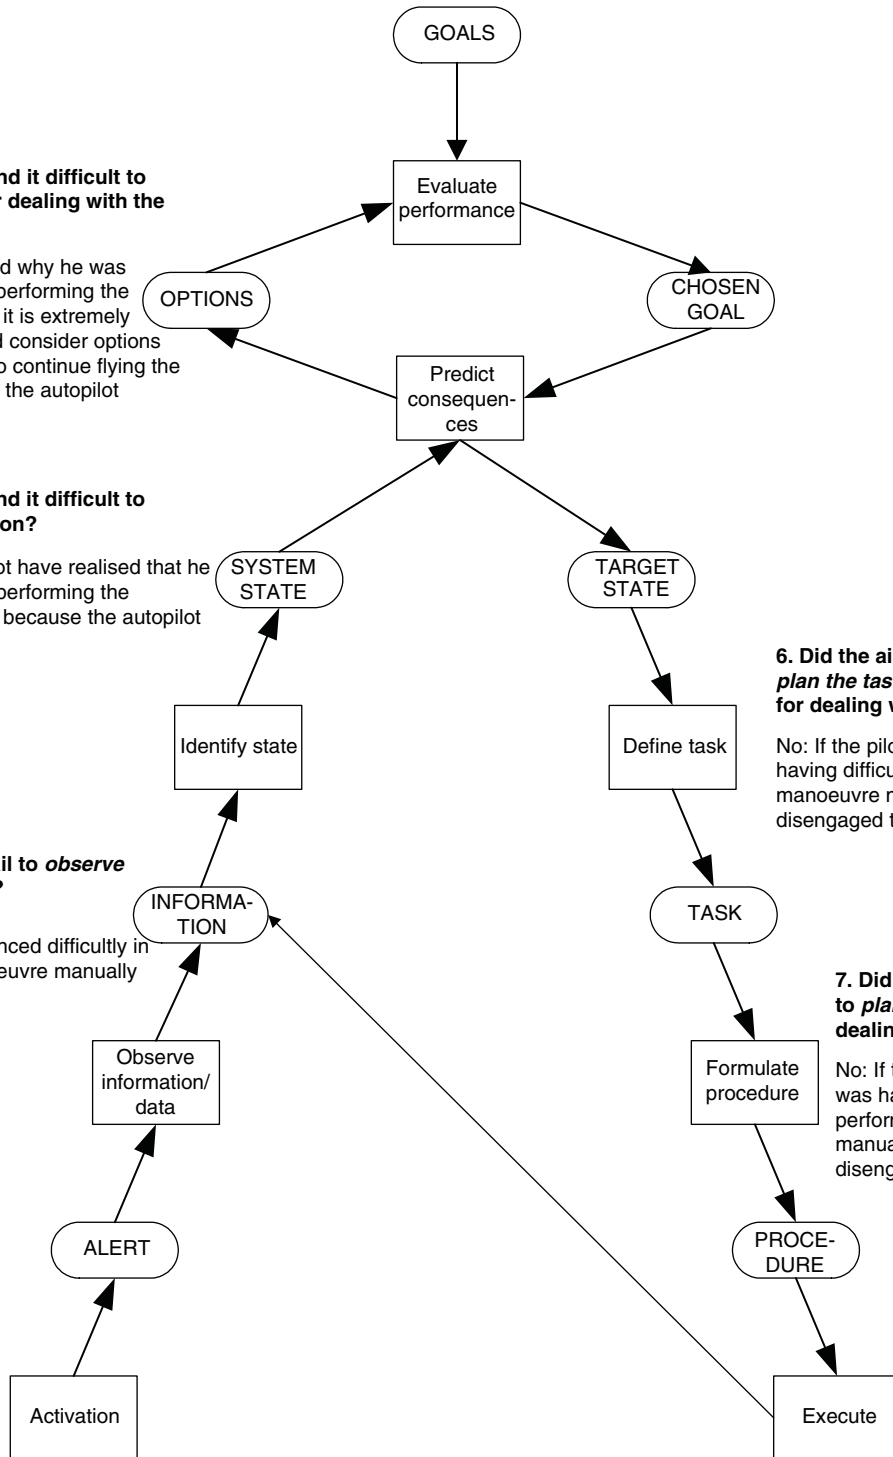 GOALS
nd it difficult to
r dealing with the
Evaluate
performance
d why he was
performing the
it is extremely
d consider options
o continue flying the
the autopilot
OPTIONS
CHOSEN
GOAL
Predict
consequen-
ces
nd it difficult to
on?
ot have realised that he
performing the
because the autopilot
SYSTEM
STATE
TARGET
STATE
6. Did the ai
plan the tas
for dealing w
No: If the pilo
having difficu
manoeuvre m
disengaged t
Identify state
Define task
il to observe
?
nced difficultly in
euvre manually
INFORMA-
TION
TASK
7. Did
to plan
dealin
No: If t
was ha
perform
manua
diseng
Observe
information/
data
Formulate
procedure
ALERT
PROCE-
DURE
Activation
Execute